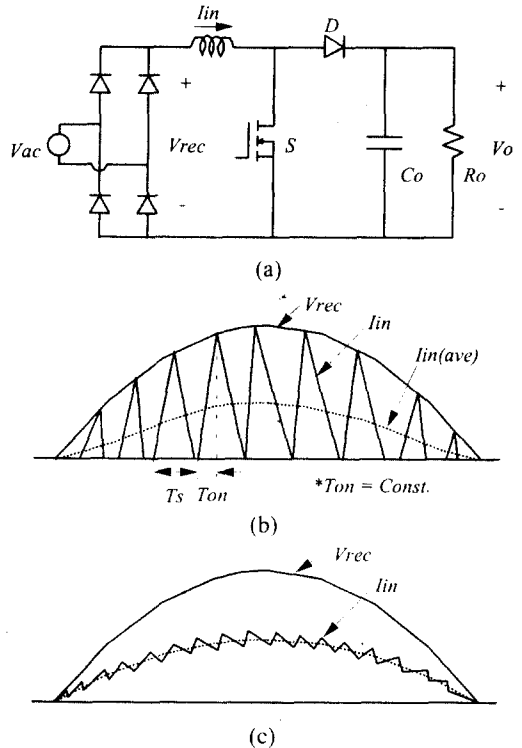 Iin
D
+
+
Vac
Vrec
S
Co
Ro
Vo
-
-
(a)
Vrec
Iin
Iin(ave)
Ts
Ton
*Ton = Const.
(b)
Vrec
Iin
(c)